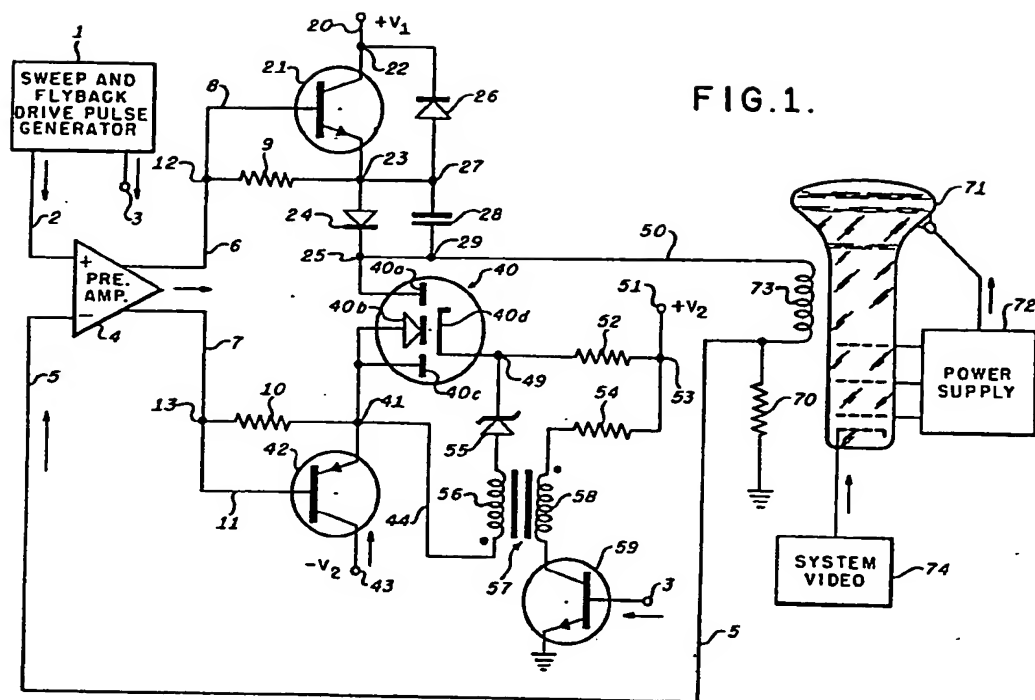 FIG.1.
1
SWEEP AND
FLYBACK
DRIVE PULSE
GENERATOR
2
3
+
PRE.
AMP.
−
4
5
6
7
8
9
10
11
12
13
20
+V1
21
22
23
24
25
26
27
28
29
40
40a
40b
40c
40d
41
42
43
−V2
44
49
50
51
+V2
52
53
54
55
56
57
58
59
3
5
70
71
72
POWER
SUPPLY
73
SYSTEM
VIDEO
74